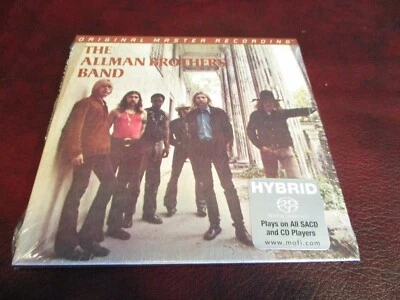 ORIGINAL MASTER RECORDING
THE
ALLMAN BROTHERS
BAND
HYBRID
Plays on All SACD
and CD Players
www.mofi.com